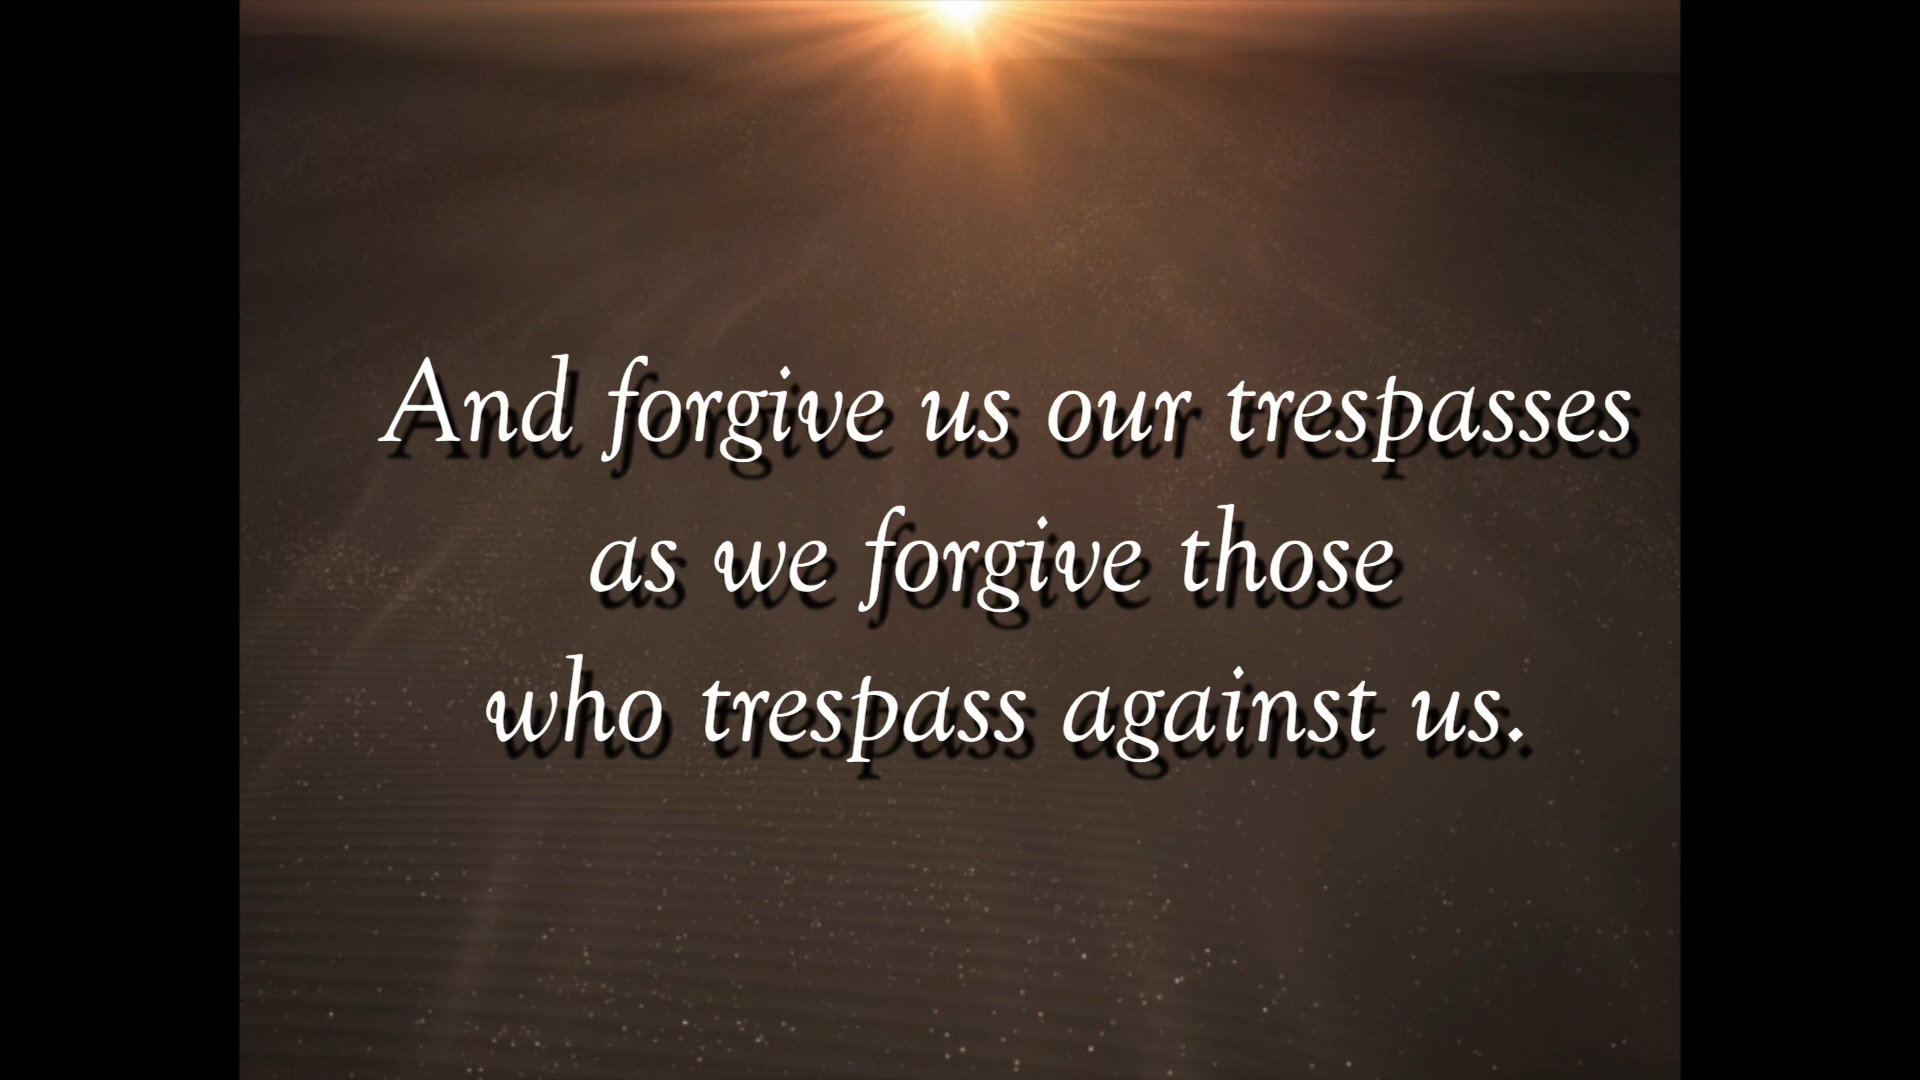 And forgive us our trespasses
as we forgive those
who trespass against us.